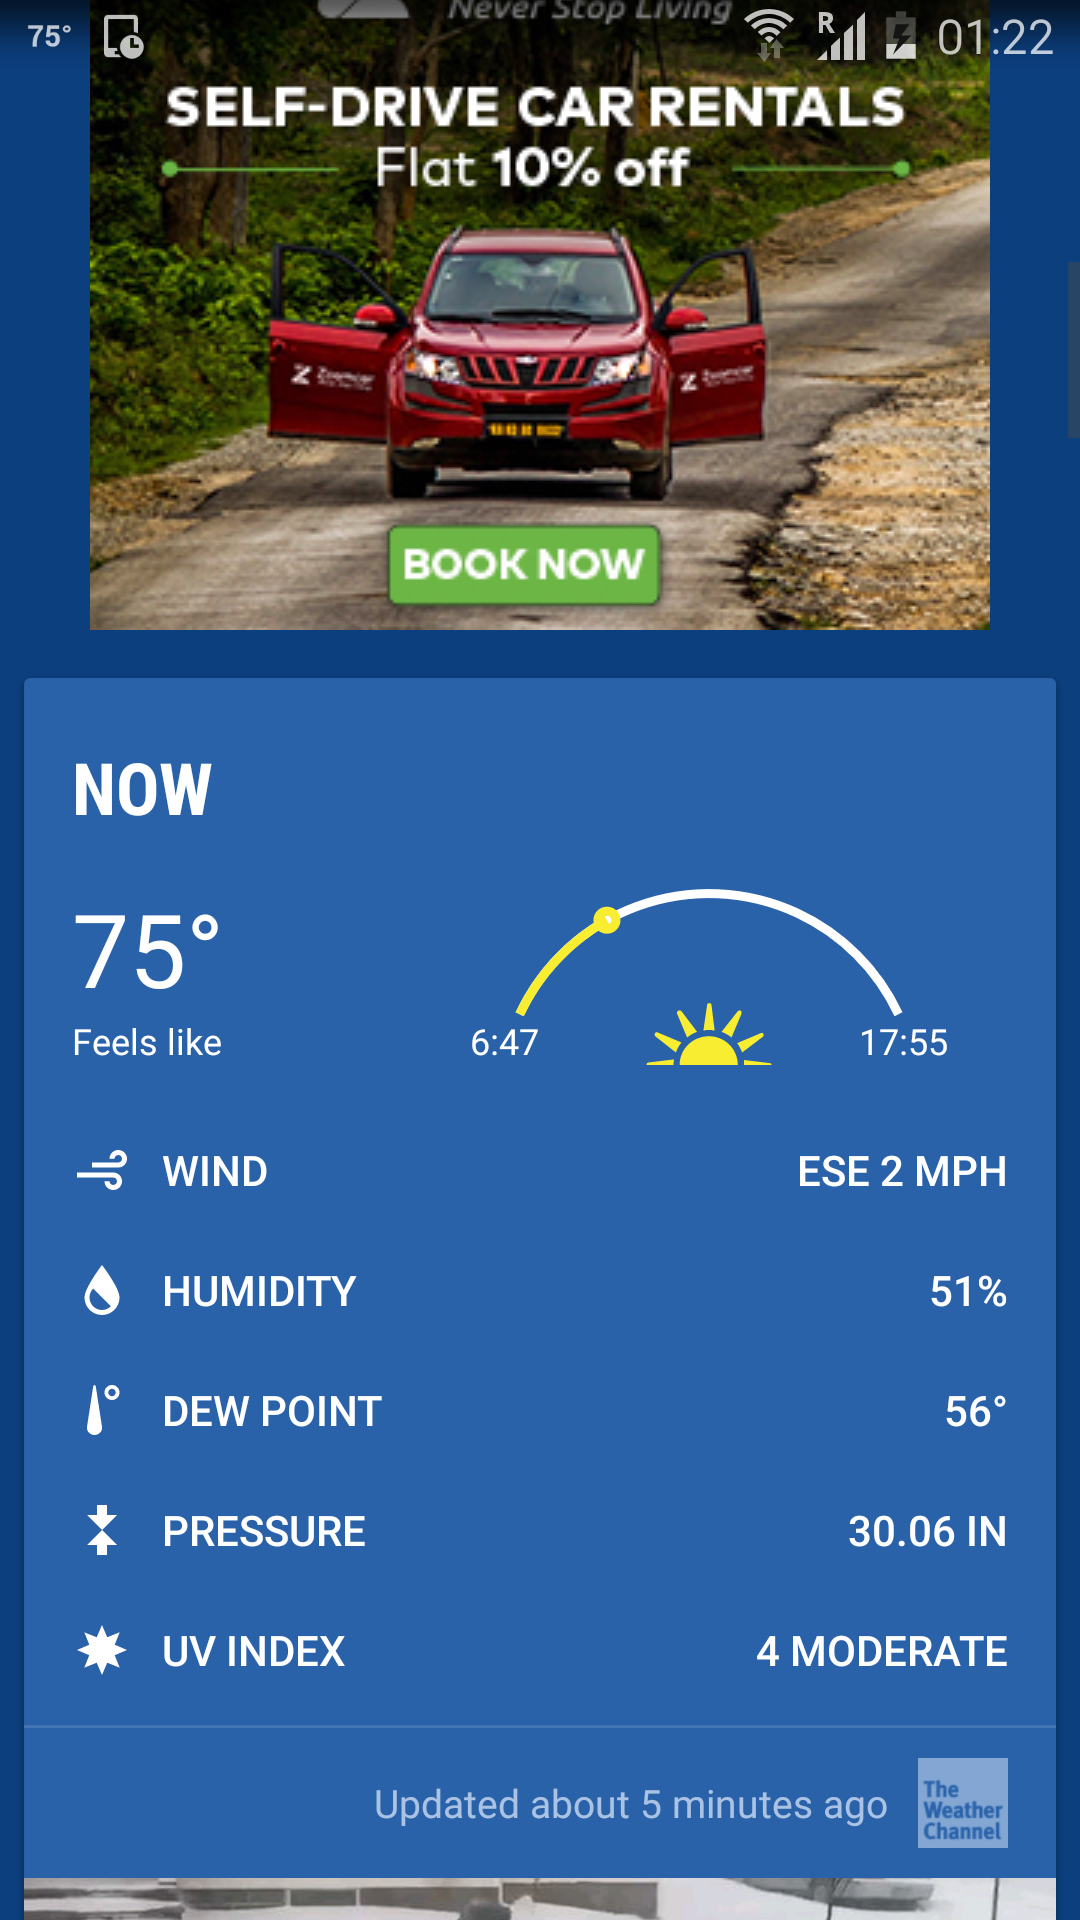 75°
R
01:22
Never Stop Living
SELF-DRIVE CAR RENTALS
Flat 10% off
BOOK NOW
NOW
75°
Feels like
6:47
17:55
WIND
ESE 2 MPH
HUMIDITY
51%
DEW POINT
56°
PRESSURE
30.06 IN
UV INDEX
4 MODERATE
Updated about 5 minutes ago
The
Weather
Channel